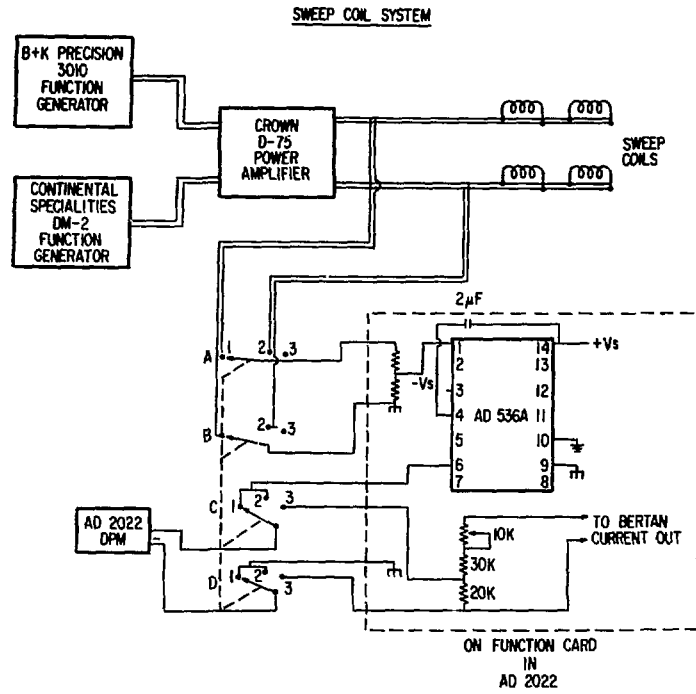 SWEEP COIL SYSTEM
B+K PRECISION
3010
FUNCTION
GENERATOR
CROWN
D-75
POWER
AMPLIFIER
SWEEP
COILS
CONTINENTAL
SPECIALITIES
DM-2
FUNCTION
GENERATOR
2µF
A 1 2 3
1 14 +Vs
2 13
-Vs 3 12
4 AD 536A 11
B 2 3
5 10
6 9
7 8
C 1 2 3
AD 2022
DPM
10K
TO BERTAN
CURRENT OUT
30K
20K
D 1 2 3
ON FUNCTION CARD
IN
AD 2022